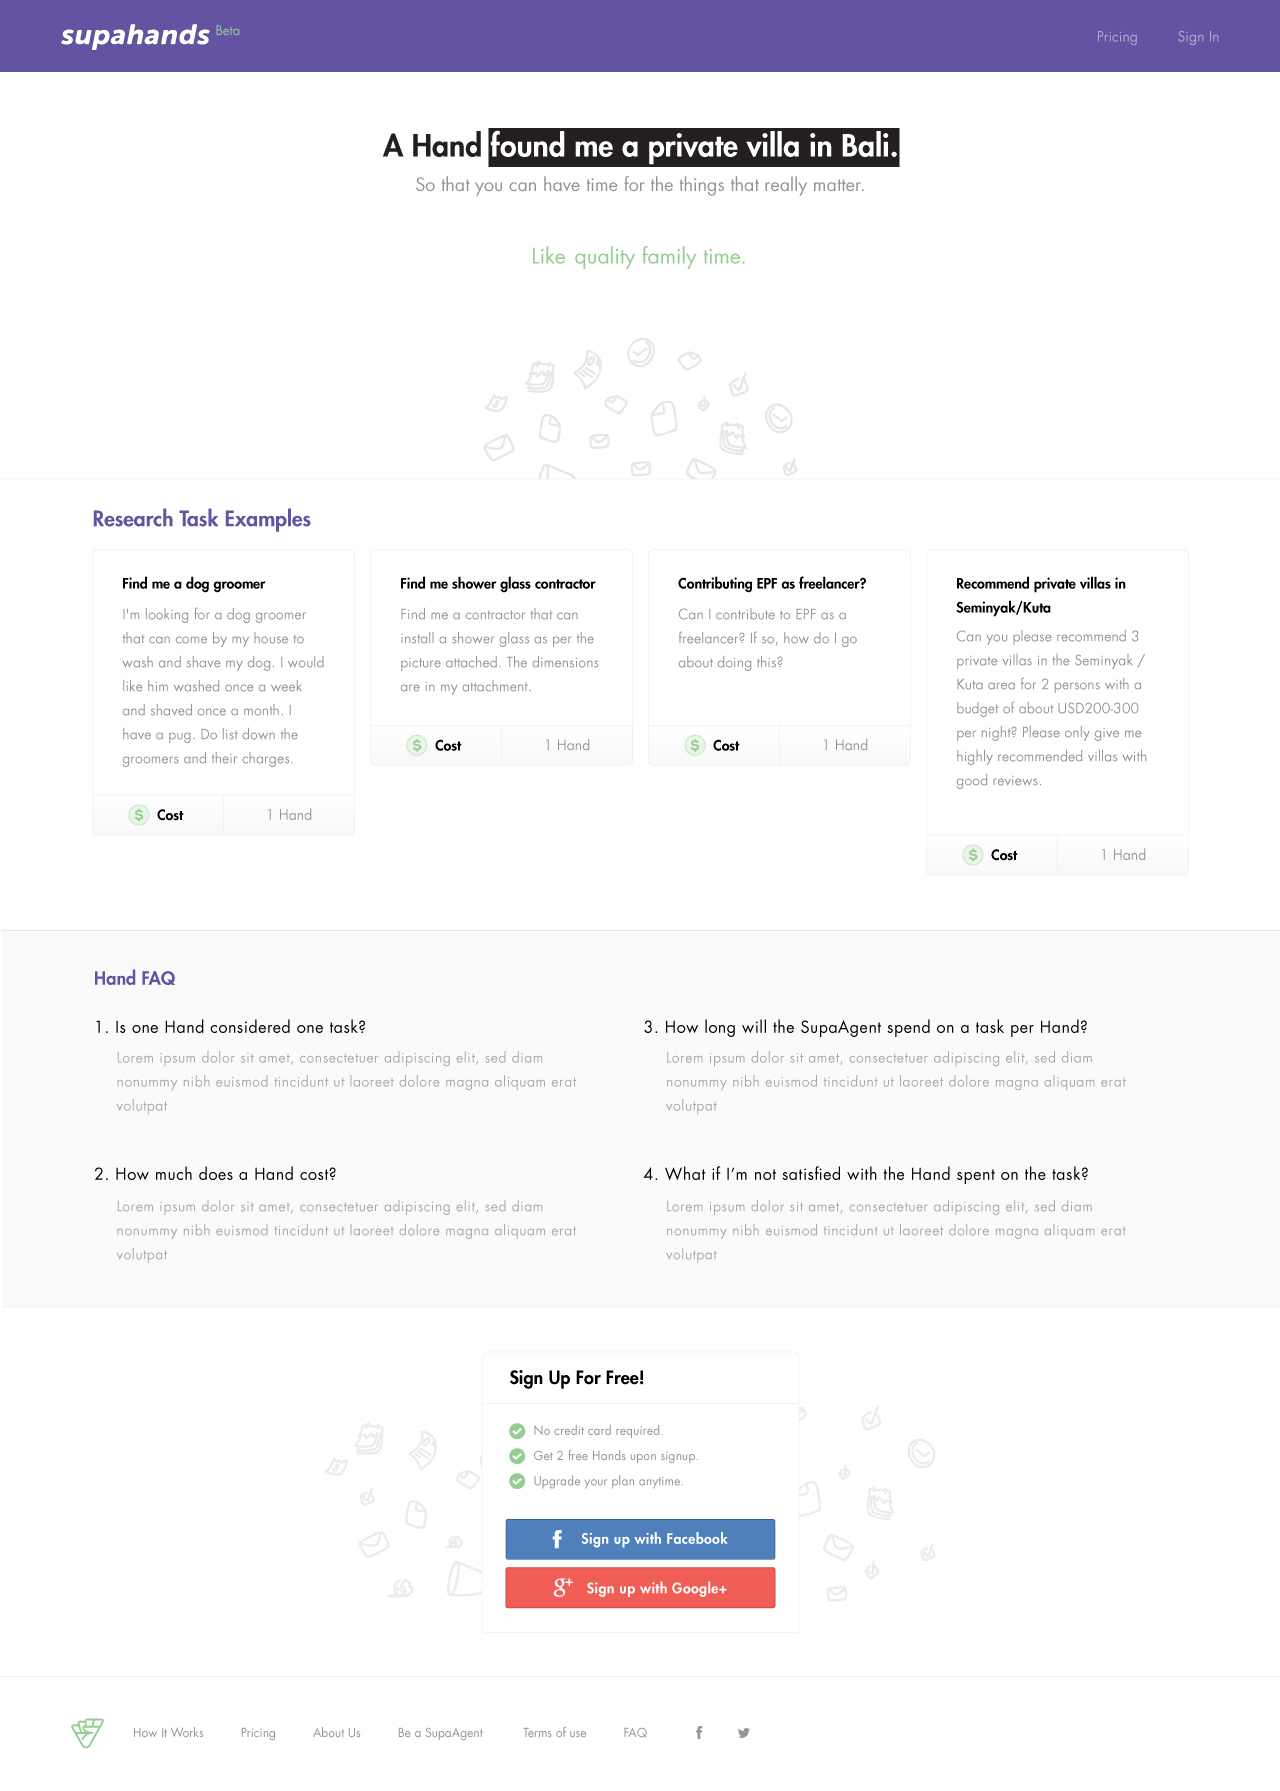 supahands Beta
Pricing
Sign In
A Hand found me a private villa in Bali.
So that you can have time for the things that really matter.
Like quality family time.
Research Task Examples
Find me a dog groomer
I'm looking for a dog groomer
that can come by my house to
wash and shave my dog. I would
like him washed once a week
and shaved once a month. I
have a pug. Do list down the
groomers and their charges.
$ Cost
1 Hand
Find me shower glass contractor
Find me a contractor that can
install a shower glass as per the
picture attached. The dimensions
are in my attachment.
$ Cost
1 Hand
Contributing EPF as freelancer?
Can I contribute to EPF as a
freelancer? If so, how do I go
about doing this?
$ Cost
1 Hand
Recommend private villas in
Seminyak/Kuta
Can you please recommend 3
private villas in the Seminyak /
Kuta area for 2 persons with a
budget of about USD200-300
per night? Please only give me
highly recommended villas with
good reviews.
$ Cost
1 Hand
Hand FAQ
1. Is one Hand considered one task?
Lorem ipsum dolor sit amet, consectetuer adipiscing elit, sed diam
nonummy nibh euismod tincidunt ut laoreet dolore magna aliquam erat
volutpat
2. How much does a Hand cost?
Lorem ipsum dolor sit amet, consectetuer adipiscing elit, sed diam
nonummy nibh euismod tincidunt ut laoreet dolore magna aliquam erat
volutpat
3. How long will the SupaAgent spend on a task per Hand?
Lorem ipsum dolor sit amet, consectetuer adipiscing elit, sed diam
nonummy nibh euismod tincidunt ut laoreet dolore magna aliquam erat
volutpat
4. What if I’m not satisfied with the Hand spent on the task?
Lorem ipsum dolor sit amet, consectetuer adipiscing elit, sed diam
nonummy nibh euismod tincidunt ut laoreet dolore magna aliquam erat
volutpat
Sign Up For Free!
No credit card required.
Get 2 free Hands upon signup.
Upgrade your plan anytime.
f Sign up with Facebook
g+ Sign up with Google+
How It Works
Pricing
About Us
Be a SupaAgent
Terms of use
FAQ
f